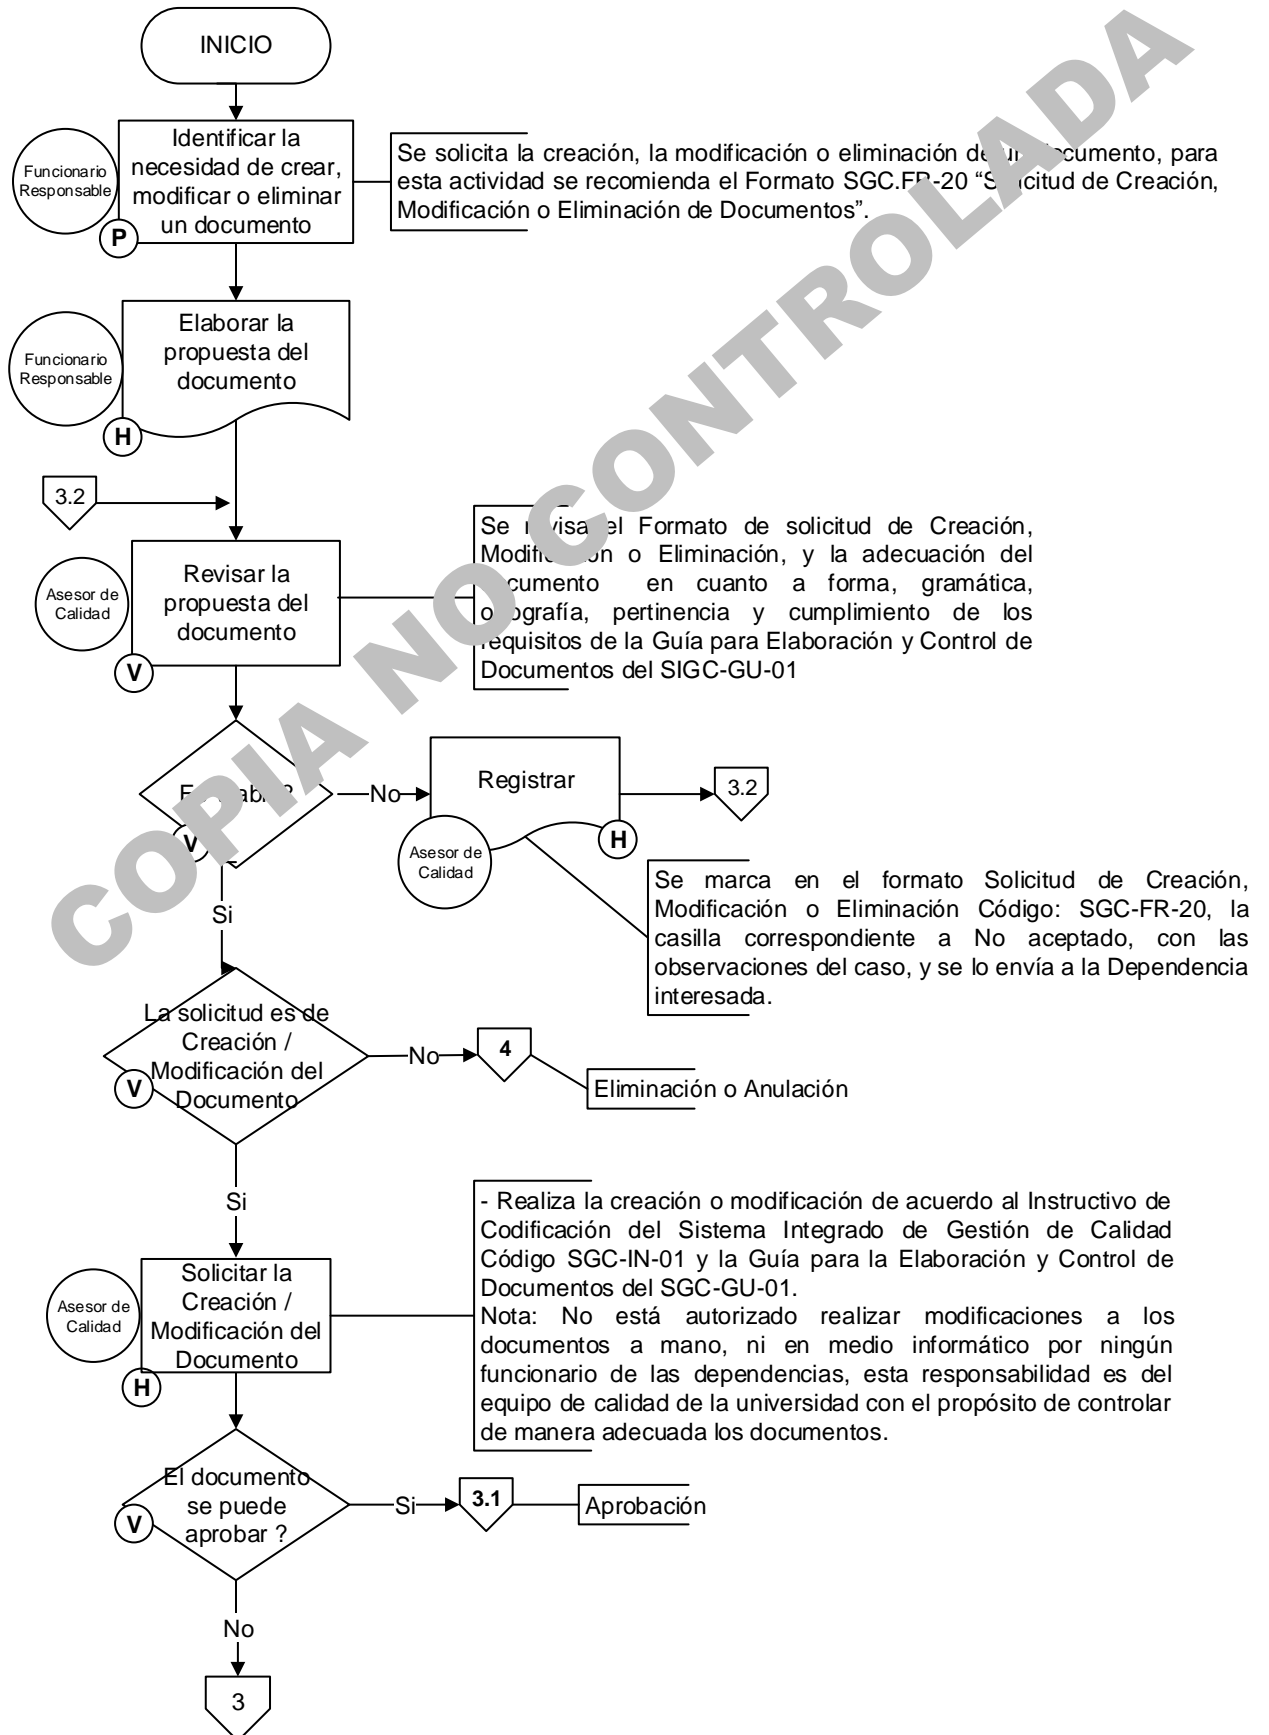 INICIO
Funcionario
Responsable
Identificar la
necesidad de crear,
modificar o eliminar
un documento
P
Se solicita la creación, la modificación o eliminación de un documento, para
esta actividad se recomienda el Formato SGC.FR-20 “Solicitud de Creación,
Modificación o Eliminación de Documentos”.
Funcionario
Responsable
Elaborar la
propuesta del
documento
H
3.2
Asesor de
Calidad
Revisar la
propuesta del
documento
V
Se revisa el Formato de solicitud de Creación,
Modificación o Eliminación, y la adecuación del
documento en cuanto a forma, gramática,
ortografía, pertinencia y cumplimiento de los
requisitos de la Guía para Elaboración y Control de
Documentos del SIGC-GU-01
V
No
Registrar
Asesor de
Calidad
H
3.2
Se marca en el formato Solicitud de Creación,
Modificación o Eliminación Código: SGC-FR-20, la
casilla correspondiente a No aceptado, con las
observaciones del caso, y se lo envía a la Dependencia
interesada.
Si
La solicitud es de
Creación /
Modificación del
Documento
V
No
4
Eliminación o Anulación
Si
Asesor de
Calidad
Solicitar la
Creación /
Modificación del
Documento
H
- Realiza la creación o modificación de acuerdo al Instructivo de
Codificación del Sistema Integrado de Gestión de Calidad
Código SGC-IN-01 y la Guía para la Elaboración y Control de
Documentos del SGC-GU-01.
Nota: No está autorizado realizar modificaciones a los
documentos a mano, ni en medio informático por ningún
funcionario de las dependencias, esta responsabilidad es del
equipo de calidad de la universidad con el propósito de controlar
de manera adecuada los documentos.
El documento
se puede
aprobar ?
V
Si
3.1
Aprobación
No
3
COPIA NO CONTROLADA